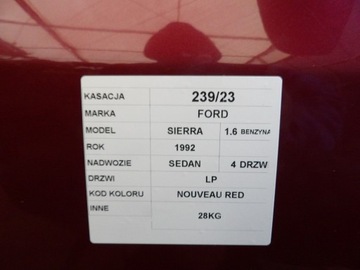 KASACJA 239/23
MARKA FORD
MODEL SIERRA 1.6 BENZYNA
ROK 1992
NADWOZIE SEDAN 4 DRZW
DRZWI LP
KOD KOLORU NOUVEAU RED
INNE 28KG